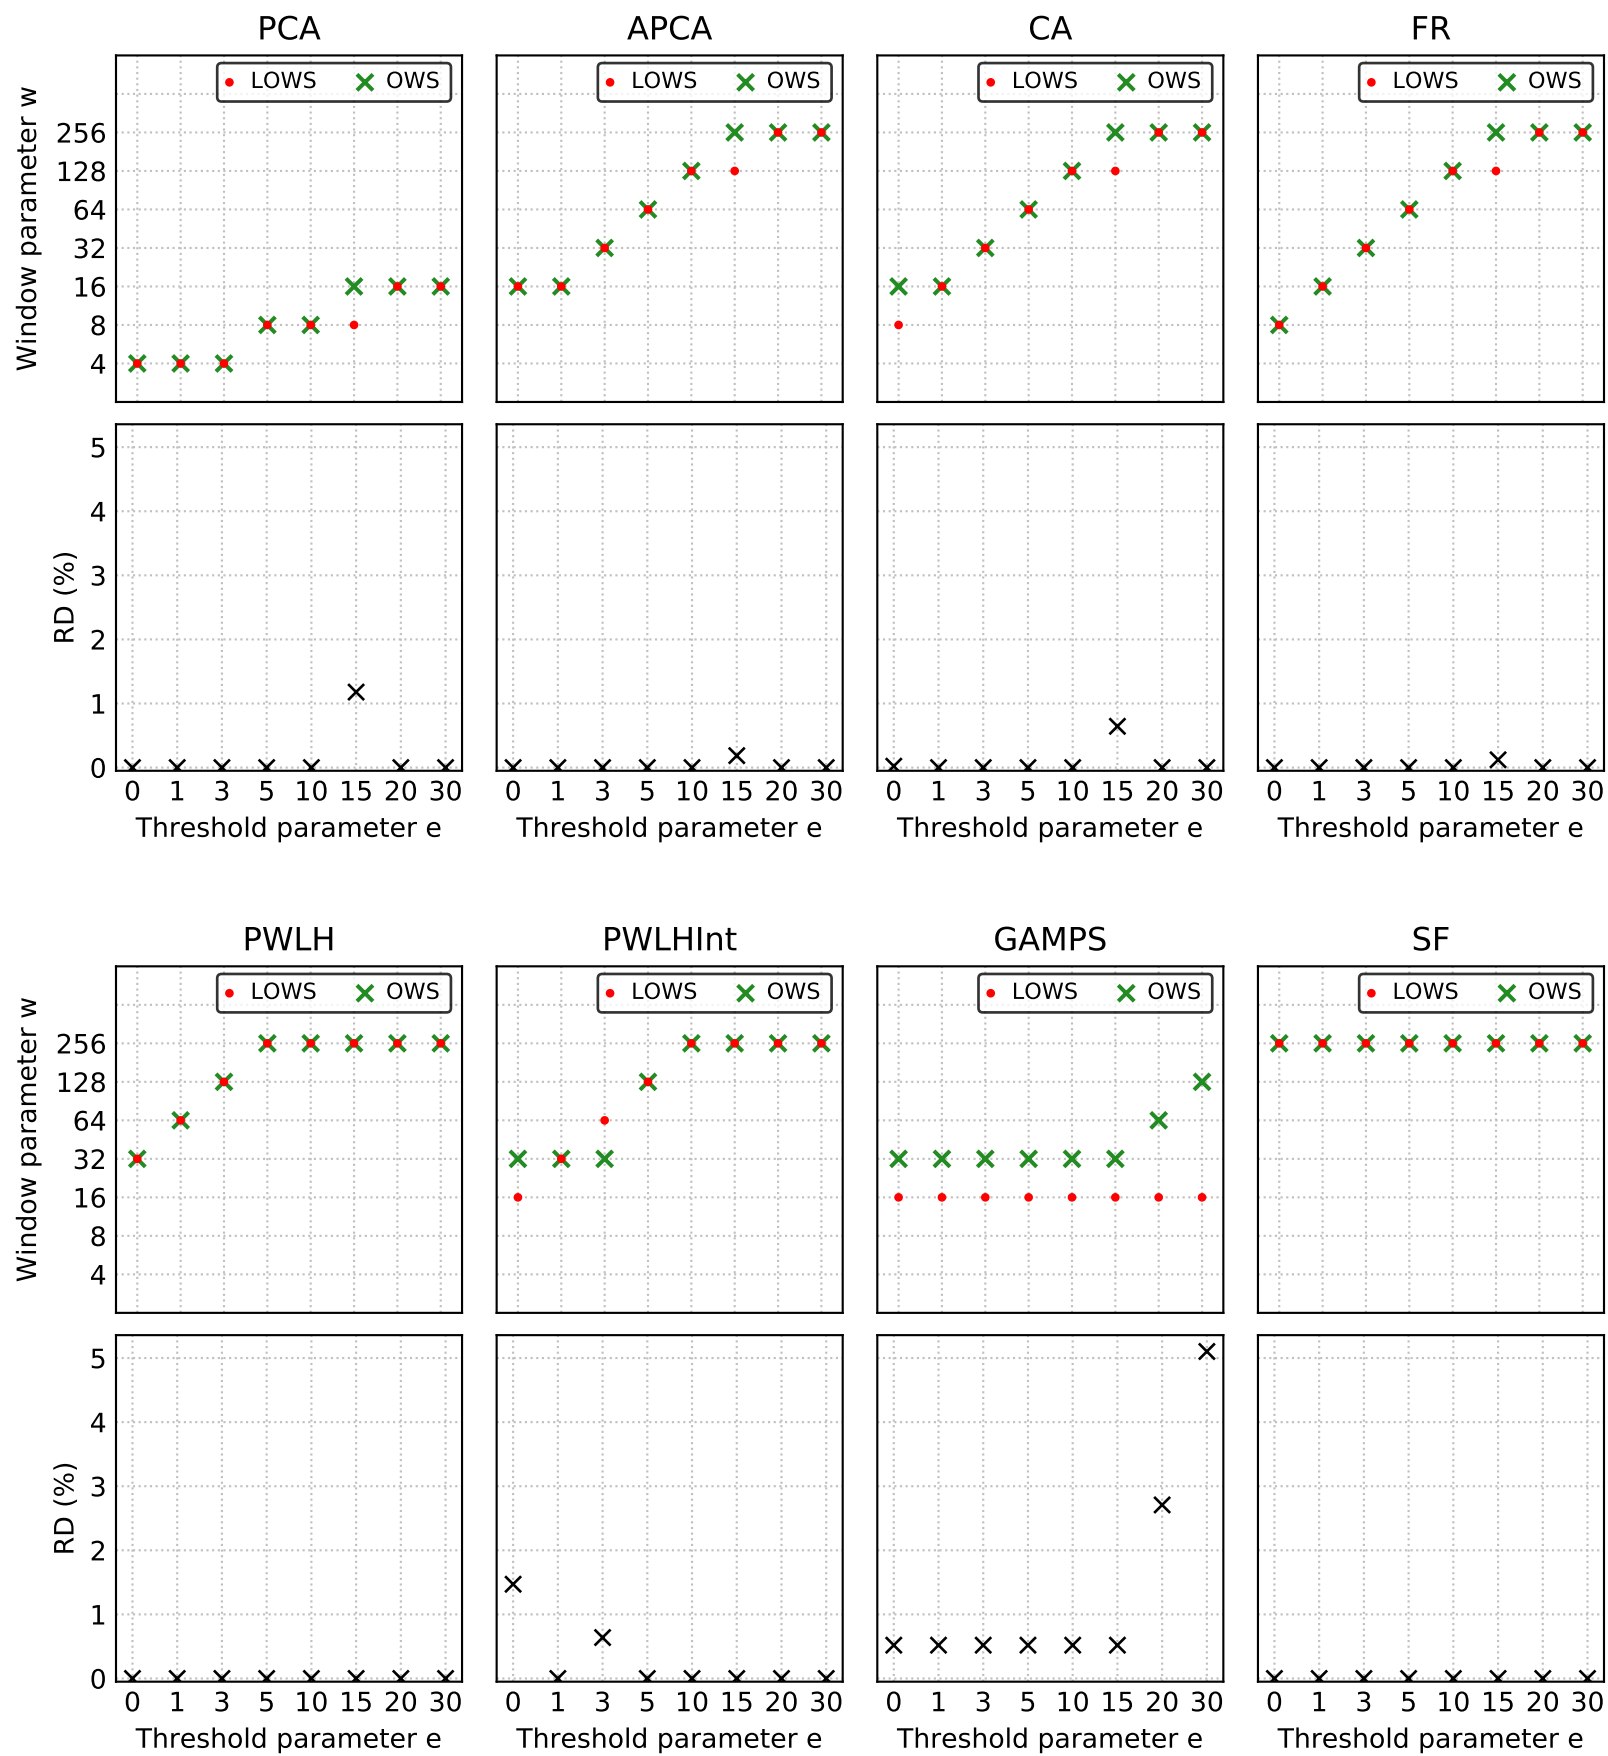 PCA APCA CA FR
LOWS OWS LOWS OWS LOWS OWS LOWS OWS
Window parameter w
256
128
64
32
16
8
4
RD (%)
5
4
3
2
1
0
0 1 3 5 10 15 20 30 0 1 3 5 10 15 20 30 0 1 3 5 10 15 20 30 0 1 3 5 10 15 20 30
Threshold parameter e Threshold parameter e Threshold parameter e Threshold parameter e
PWLH PWLHInt GAMPS SF
LOWS OWS LOWS OWS LOWS OWS LOWS OWS
Window parameter w
256
128
64
32
16
8
4
RD (%)
5
4
3
2
1
0
0 1 3 5 10 15 20 30 0 1 3 5 10 15 20 30 0 1 3 5 10 15 20 30 0 1 3 5 10 15 20 30
Threshold parameter e Threshold parameter e Threshold parameter e Threshold parameter e